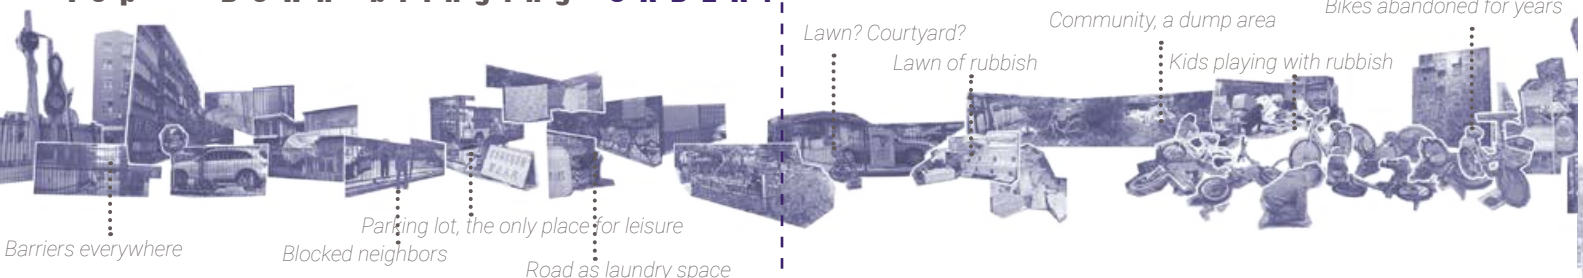 Bikes abandoned for years
Community, a dump area
Lawn? Courtyard?
Lawn of rubbish
Kids playing with rubbish
Parking lot, the only place for leisure
Barriers everywhere
Blocked neighbors
Road as laundry space